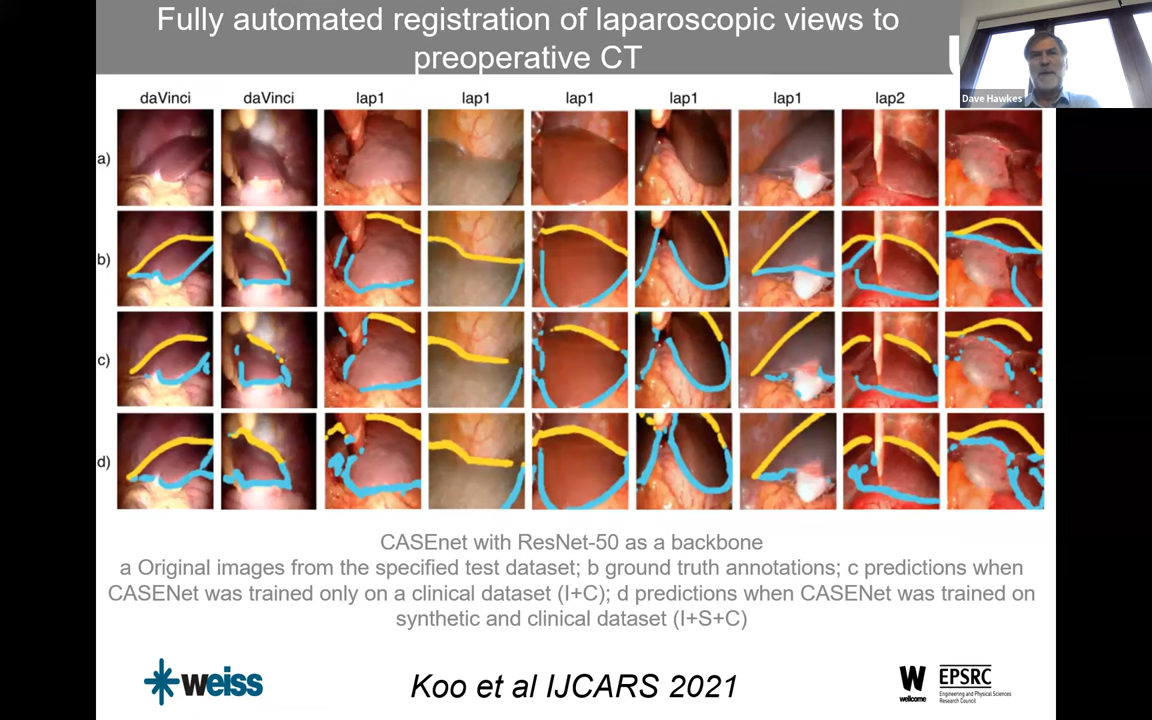 Fully automated registration of laparoscopic views to
preoperative CT
Dave Hawkes
daVinci daVinci lap1 lap1 lap1 lap1 lap1 lap2
a)
b)
c)
d)
CASEnet with ResNet-50 as a backbone
a Original images from the specified test dataset; b ground truth annotations; c predictions when
CASENet was trained only on a clinical dataset (I+C); d predictions when CASENet was trained on
synthetic and clinical dataset (I+S+C)
weiss
Koo et al IJCARS 2021
W
wellcome
EPSRC
Engineering and Physical Sciences
Research Council